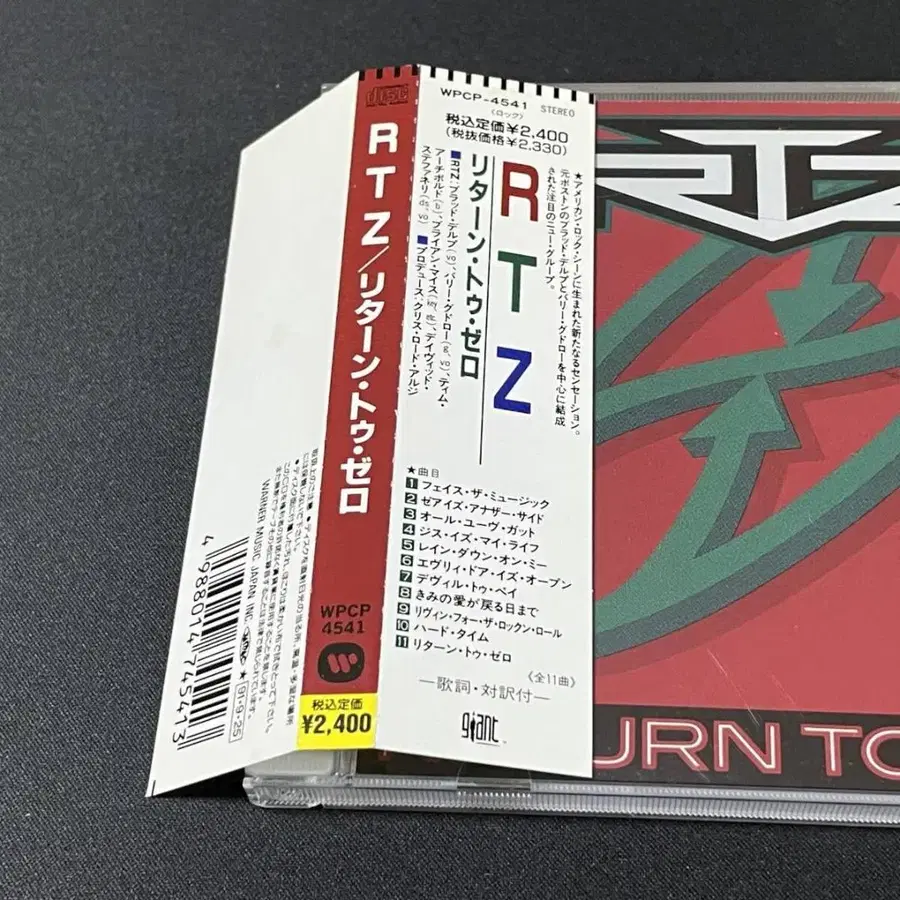 WPCP-4541 STEREO
〈ロック〉
税込定価¥2,400
(税抜価格¥2,330)
★アメリカン・ロック・シーンに生まれた新たなるセンセーション。
元ボストンのブラッド・デルプとバリー・グドローを中心に結成
された注目のニュー・グループ。
RTZ
リターン・トゥ・ゼロ
■RTZ:ブラッド・デルプ(vo)、バリー・グドロー(g, vo)、ティム・
アーチボルド(b)、ブライアン・マイス(key, vo)、デイヴィッド・
ステファネリ(ds, vo)
■プロデュース:クリス・ロード・アルジ
★曲目
1 フェイス・ザ・ミュージック
2 ゼアイズ・アナザー・サイド
3 オール・ユーヴ・ガット
4 ジス・イズ・マイ・ライフ
5 レイン・ダウン・オン・ミー
6 エヴリィ・ドア・イズ・オープン
7 デヴィル・トゥ・ペイ
8 きみの愛が戻る日まで
9 リヴィン・フォー・ザ・ロックン・ロール
10 ハード・タイム
11 リターン・トゥ・ゼロ
《全11曲》
—歌詞・対訳付—
giant
disc
RTZ/リターン・トゥ・ゼロ
WPCP
4541
税込定価
¥2,400
WARNER MUSIC JAPAN INC.
★'91・9・25
4 988014 745413
RTZ
URN TO